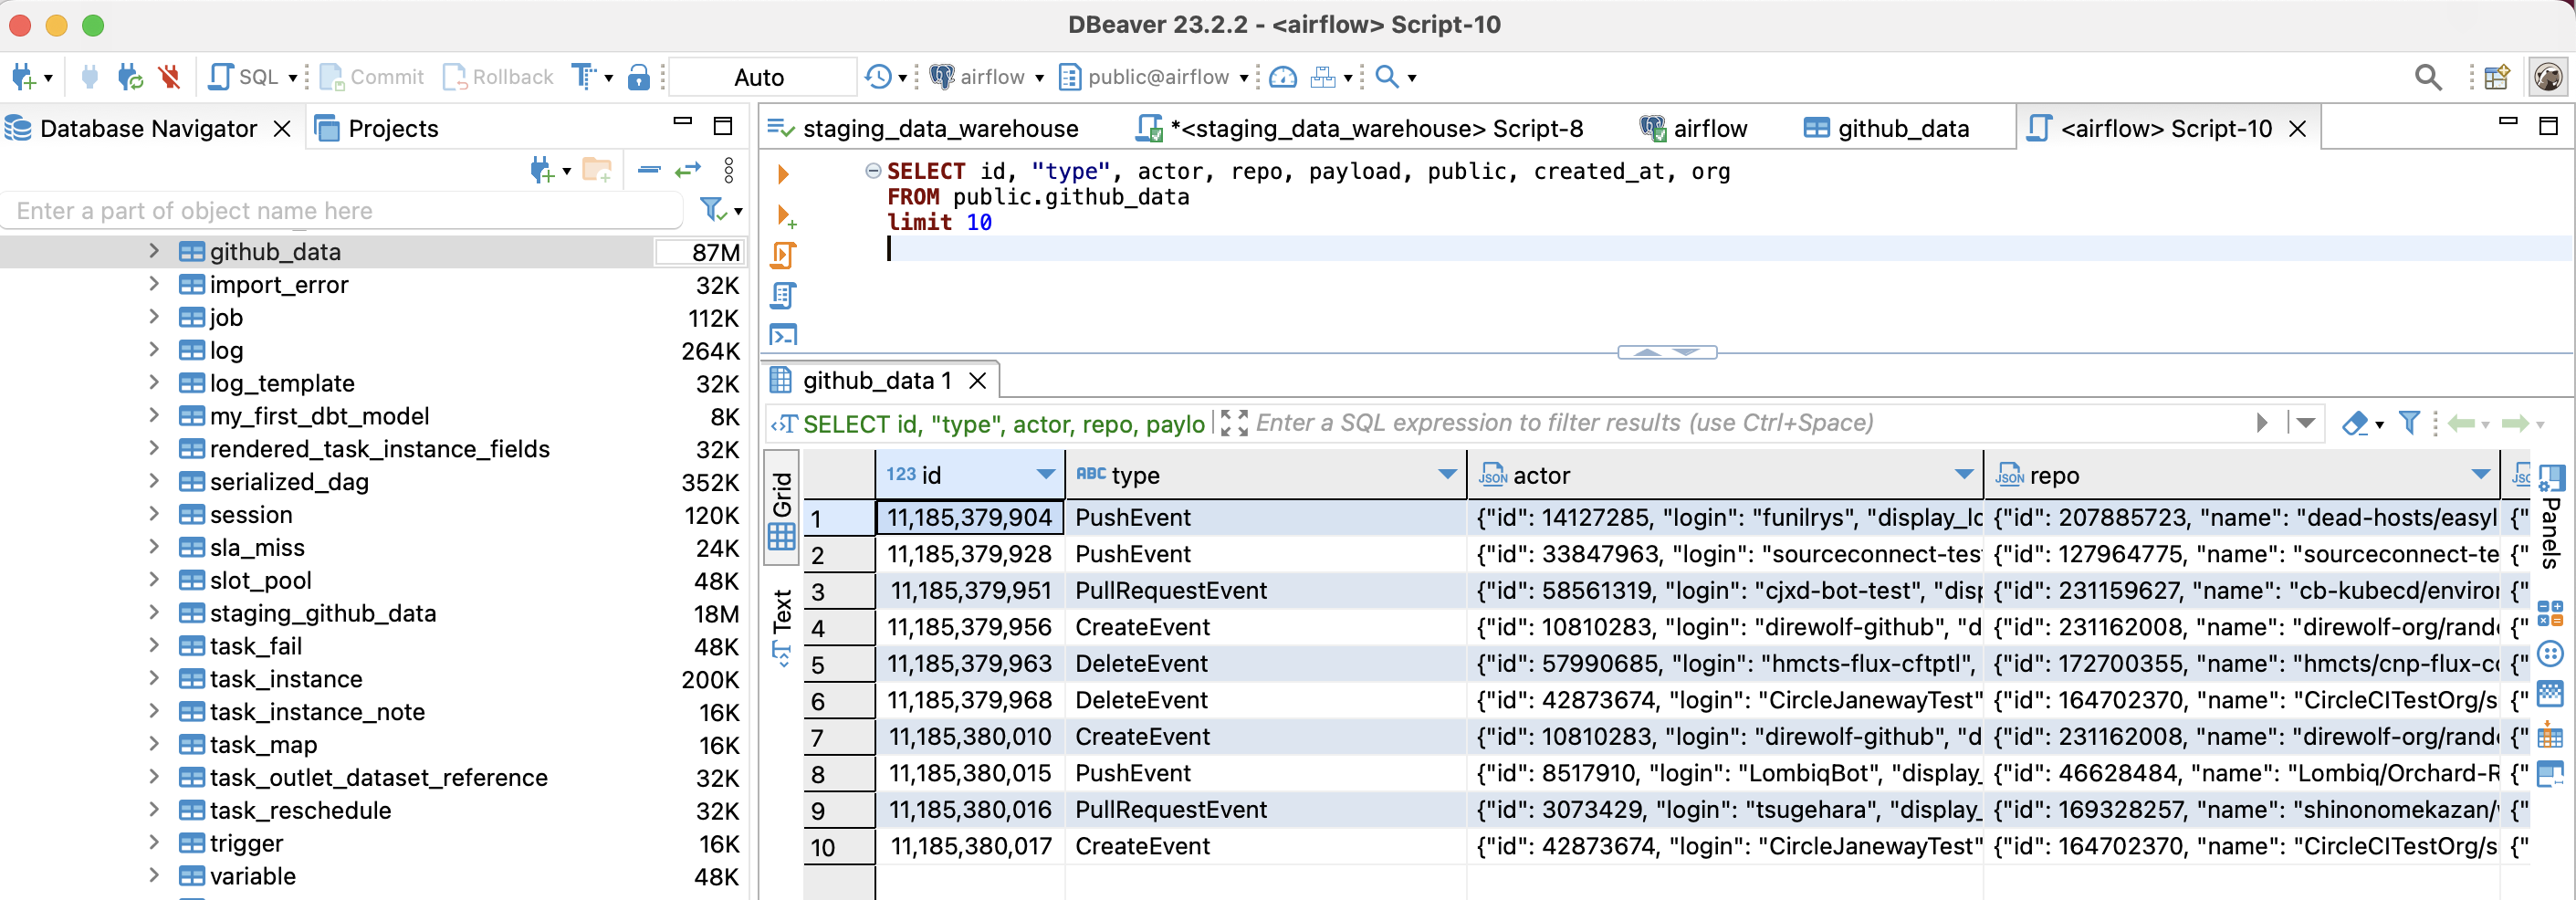 DBeaver 23.2.2 - <airflow> Script-10
SQL Commit Rollback Auto airflow public@airflow
Database Navigator Projects
staging_data_warehouse *<staging_data_warehouse> Script-8 airflow github_data <airflow> Script-10
Enter a part of object name here
github_data 87M
import_error 32K
job 112K
log 264K
log_template 32K
my_first_dbt_model 8K
rendered_task_instance_fields 32K
serialized_dag 352K
session 120K
sla_miss 24K
slot_pool 48K
staging_github_data 18M
task_fail 48K
task_instance 200K
task_instance_note 16K
task_map 16K
task_outlet_dataset_reference 32K
task_reschedule 32K
trigger 16K
variable 48K
SELECT id, "type", actor, repo, payload, public, created_at, org
FROM public.github_data
limit 10
github_data 1
SELECT id, "type", actor, repo, paylo Enter a SQL expression to filter results (use Ctrl+Space)
Grid
Text
Panels
123 id ABC type JSON actor JSON repo
1 11,185,379,904 PushEvent {"id": 14127285, "login": "funilrys", "display_lo {"id": 207885723, "name": "dead-hosts/easyl {"
2 11,185,379,928 PushEvent {"id": 33847963, "login": "sourceconnect-tes {"id": 127964775, "name": "sourceconnect-te {"
3 11,185,379,951 PullRequestEvent {"id": 58561319, "login": "cjxd-bot-test", "disp {"id": 231159627, "name": "cb-kubecd/enviro {"
4 11,185,379,956 CreateEvent {"id": 10810283, "login": "direwolf-github", "d {"id": 231162008, "name": "direwolf-org/rand {"
5 11,185,379,963 DeleteEvent {"id": 57990685, "login": "hmcts-flux-cftptl", {"id": 172700355, "name": "hmcts/cnp-flux-c {"
6 11,185,379,968 DeleteEvent {"id": 42873674, "login": "CircleJanewayTest" {"id": 164702370, "name": "CircleCITestOrg/s {"
7 11,185,380,010 CreateEvent {"id": 10810283, "login": "direwolf-github", "d {"id": 231162008, "name": "direwolf-org/rand {"
8 11,185,380,015 PushEvent {"id": 8517910, "login": "LombiqBot", "display_ {"id": 46628484, "name": "Lombiq/Orchard-R {"
9 11,185,380,016 PullRequestEvent {"id": 3073429, "login": "tsugehara", "display_ {"id": 169328257, "name": "shinonomekazan/ {"
10 11,185,380,017 CreateEvent {"id": 42873674, "login": "CircleJanewayTest" {"id": 164702370, "name": "CircleCITestOrg/s {"